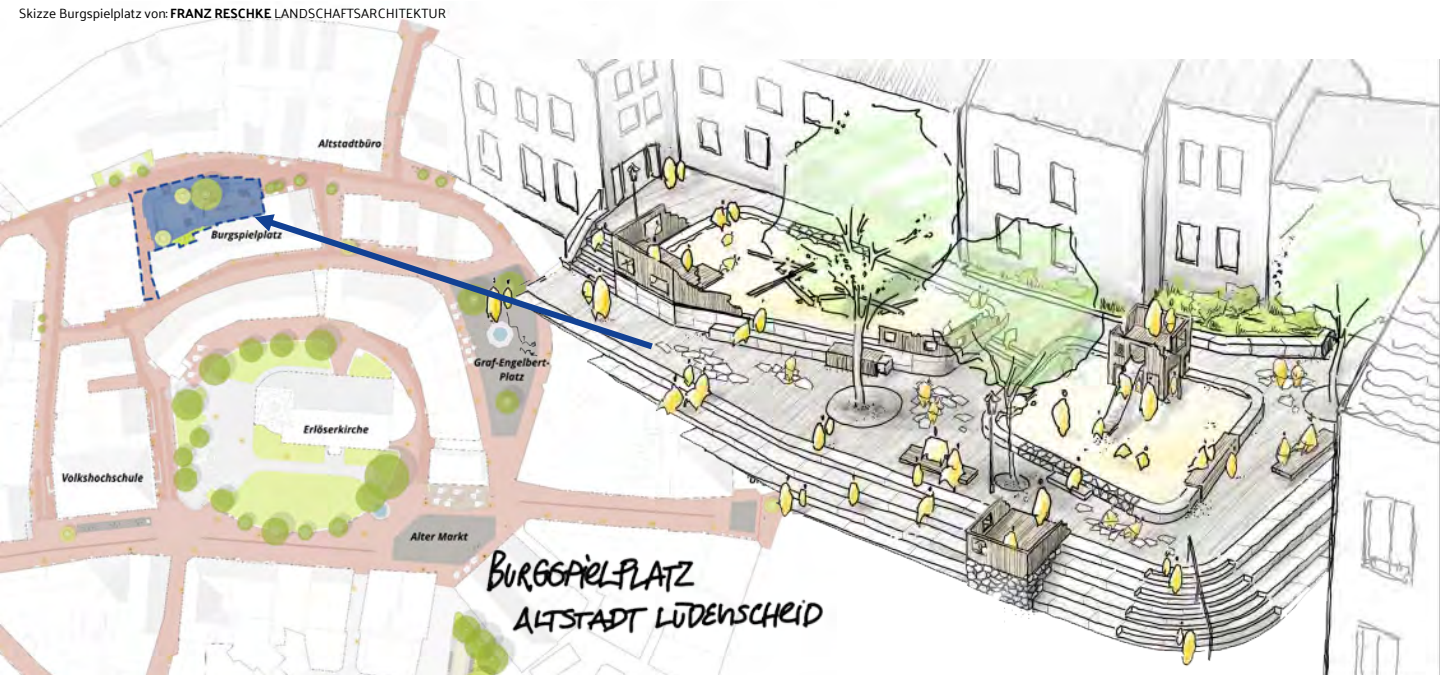 Skizze Burgspielplatz von: FRANZ RESCHKE LANDSCHAFTSARCHITEKTUR
Altstadtbüro
Burgspielplatz
Graf-Engelbert-
Platz
Erlöserkirche
Volkshochschule
Alter Markt
BURGSPIELPLATZ
ALTSTADT LÜDENSCHEID